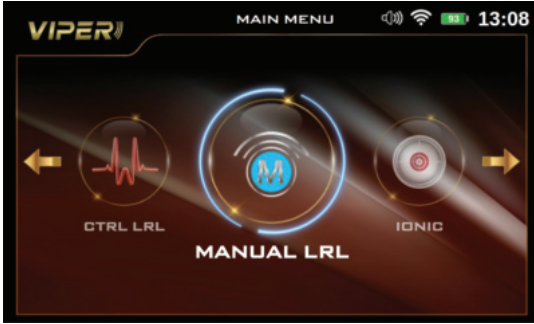 VIPER
MAIN MENU
93
13:08
M
CTRL LRL
MANUAL LRL
IONIC